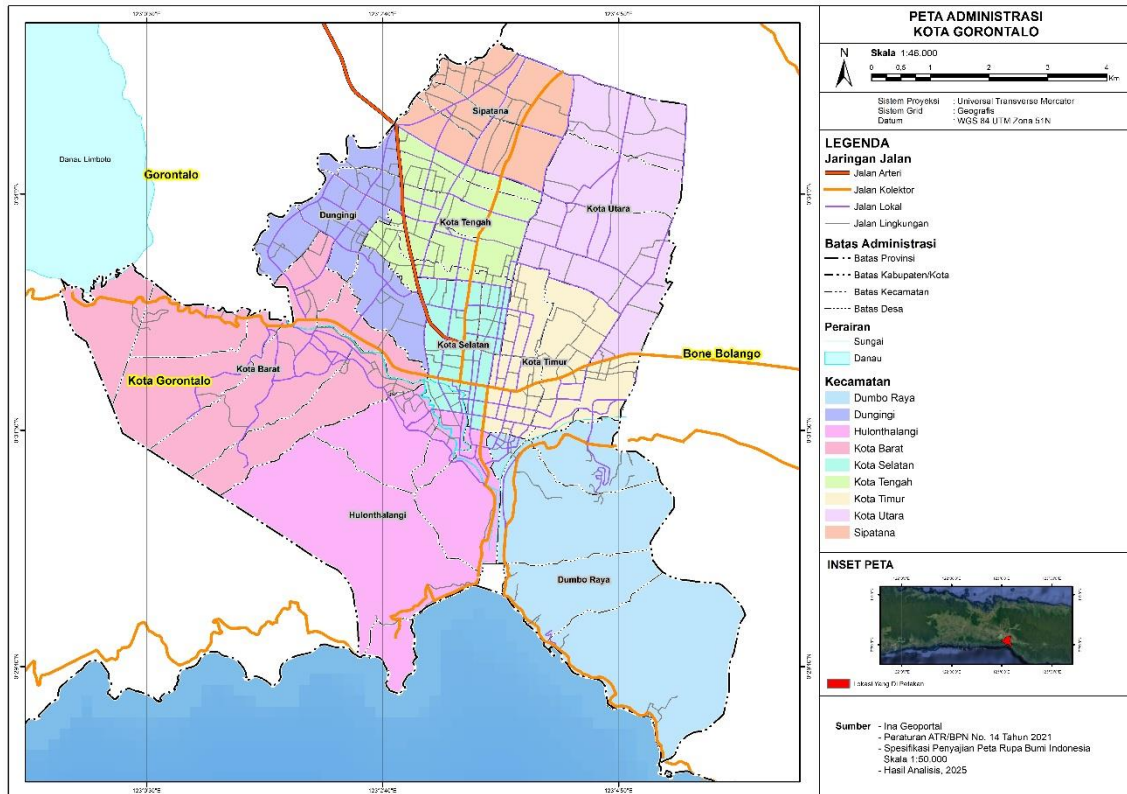 PETA ADMINISTRASI
KOTA GORONTALO
N
Skala 1:46.000
0 0,5 1 2 3 4
Km
Sistem Proyeksi : Universal Transverse Mercator
Sistem Grid : Geografis
Datum : WGS 84 UTM Zona 51N
LEGENDA
Jaringan Jalan
Jalan Arteri
Jalan Kolektor
Jalan Lokal
Jalan Lingkungan
Batas Administrasi
Batas Provinsi
Batas Kabupaten/Kota
Batas Kecamatan
Batas Desa
Perairan
Sungai
Danau
Kecamatan
Dumbo Raya
Dungingi
Hulonthalangi
Kota Barat
Kota Selatan
Kota Tengah
Kota Timur
Kota Utara
Sipatana
INSET PETA
Lokasi Yang Di Petakan
Sumber - Ina Geoportal
- Peraturan ATR/BPN No. 14 Tahun 2021
- Spesifikasi Penyajian Peta Rupa Bumi Indonesia
Skala 1:50.000
- Hasil Analisis, 2025
Danau Limboto
Gorontalo
Sipatana
Dungingi
Kota Tengah
Kota Utara
Kota Selatan
Kota Timur
Bone Bolango
Kota Barat
Kota Gorontalo
Hulonthalangi
Dumbo Raya